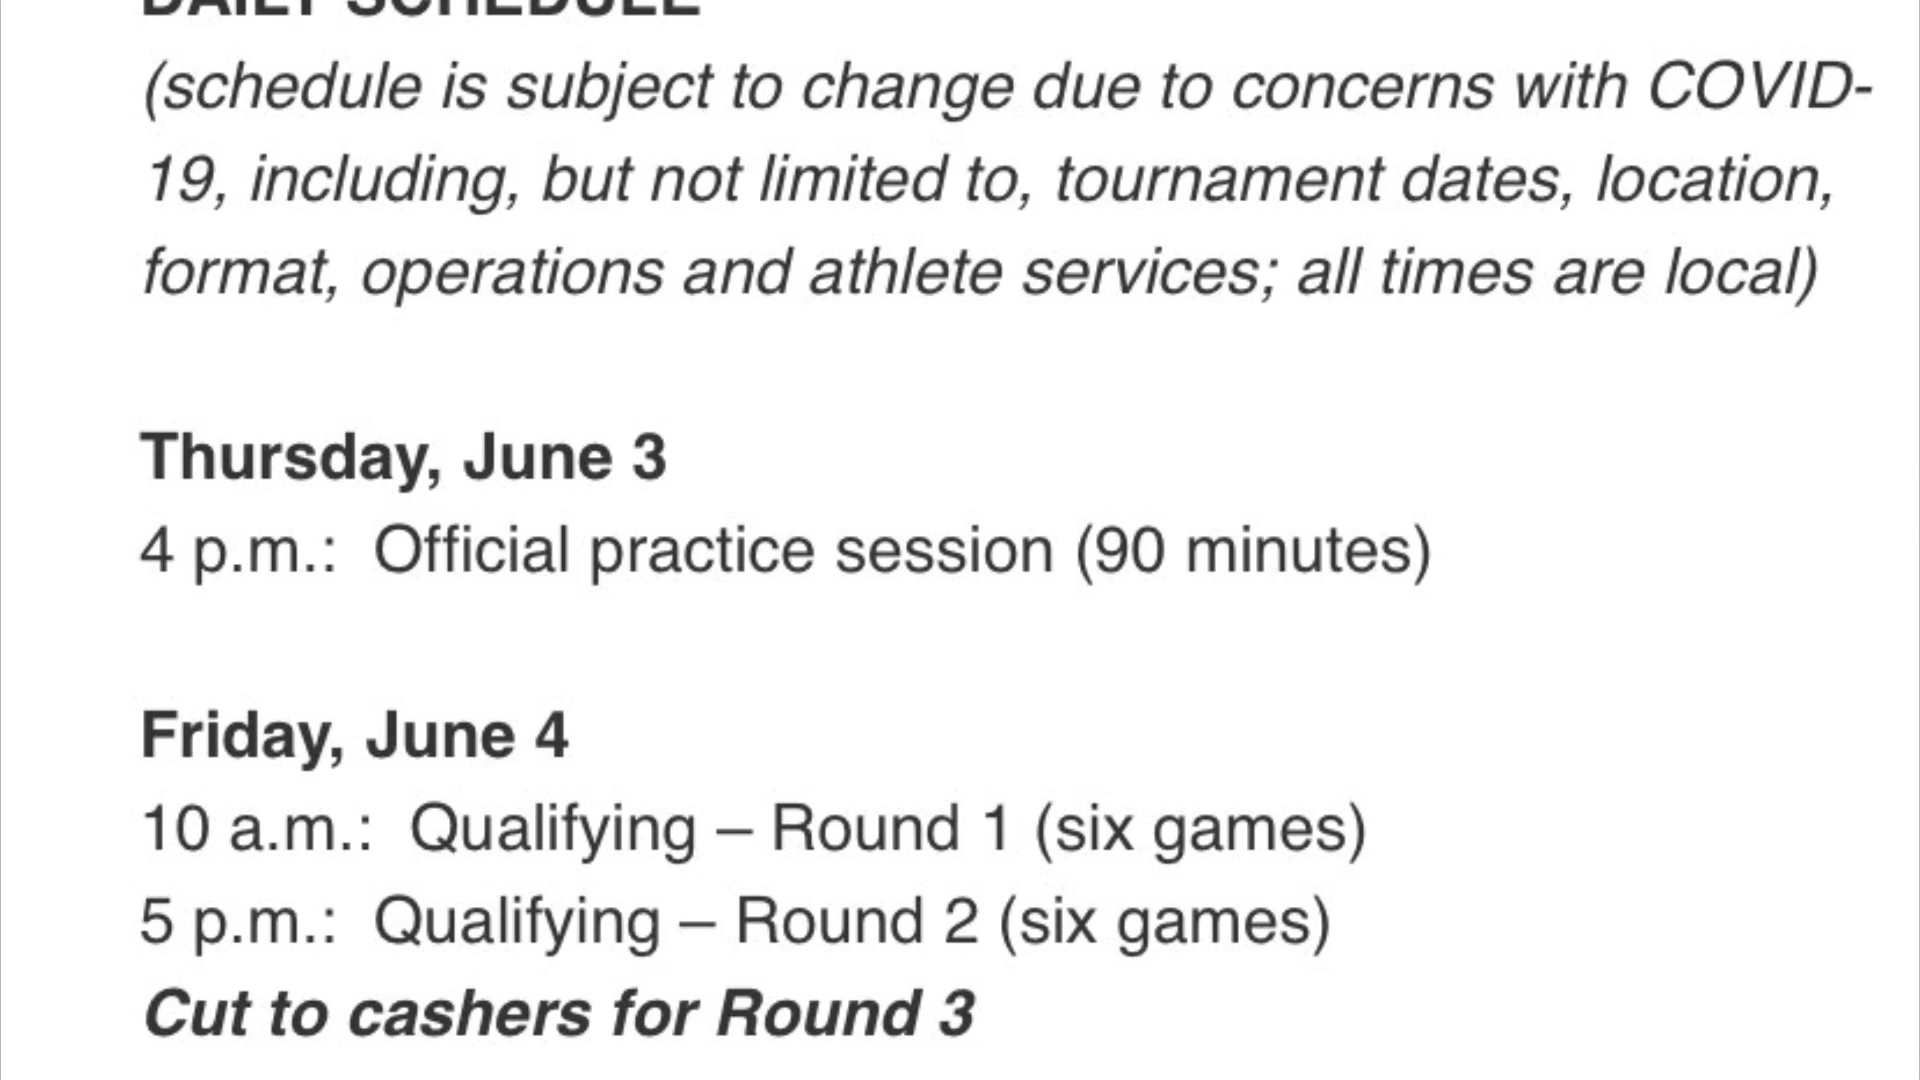 DAILY SCHEDULE
(schedule is subject to change due to concerns with COVID-
19, including, but not limited to, tournament dates, location,
format, operations and athlete services; all times are local)
Thursday, June 3
4 p.m.:  Official practice session (90 minutes)
Friday, June 4
10 a.m.:  Qualifying – Round 1 (six games)
5 p.m.:  Qualifying – Round 2 (six games)
Cut to cashers for Round 3